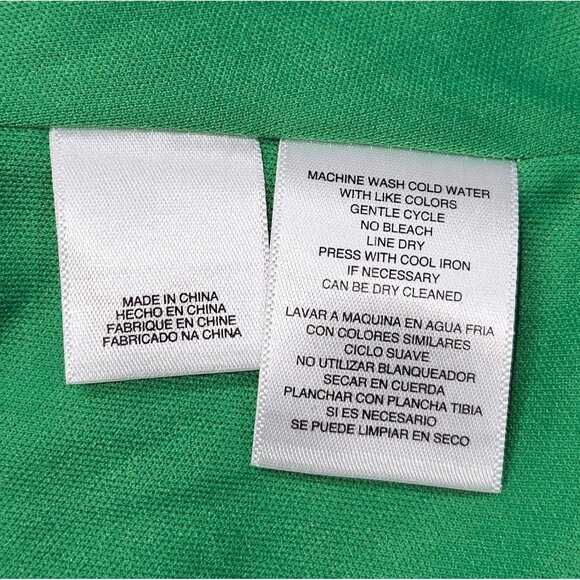 MADE IN CHINA
HECHO EN CHINA
FABRIQUE EN CHINE
FABRICADO NA CHINA
MACHINE WASH COLD WATER
WITH LIKE COLORS
GENTLE CYCLE
NO BLEACH
LINE DRY
PRESS WITH COOL IRON
IF NECESSARY
CAN BE DRY CLEANED
LAVAR A MAQUINA EN AGUA FRIA
CON COLORES SIMILARES
CICLO SUAVE
NO UTILIZAR BLANQUEADOR
SECAR EN CUERDA
PLANCHAR CON PLANCHA TIBIA
SI ES NECESARIO
SE PUEDE LIMPIAR EN SECO